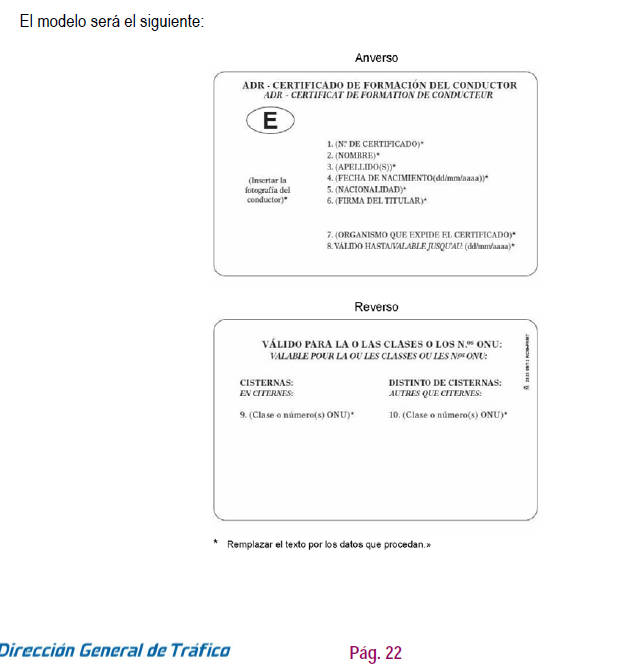 El modelo será el siguiente:
Anverso
ADR - CERTIFICADO DE FORMACIÓN DEL CONDUCTOR
ADR - CERTIFICAT DE FORMATION DE CONDUCTEUR
E
(Insertar la
fotografía del
conductor)*
1. (N.º DE CERTIFICADO)*
2. (NOMBRE)*
3. (APELLIDO(S))*
4. (FECHA DE NACIMIENTO(dd/mm/aaaa))*
5. (NACIONALIDAD)*
6. (FIRMA DEL TITULAR)*
7. (ORGANISMO QUE EXPIDE EL CERTIFICADO)*
8. VÁLIDO HASTA/VALABLE JUSQU'AU: (dd/mm/aaaa)*
Reverso
VÁLIDO PARA LA O LAS CLASES O LOS N.ºs ONU:
VALABLE POUR LA OU LES CLASSES OU LES Nos ONU:
CISTERNAS:
EN CITERNES:
9. (Clase o número(s) ONU)*
DISTINTO DE CISTERNAS:
AUTRES QUE CITERNES:
10. (Clase o número(s) ONU)*
* Remplazar el texto por los datos que procedan.»
Dirección General de Tráfico
Pág. 22